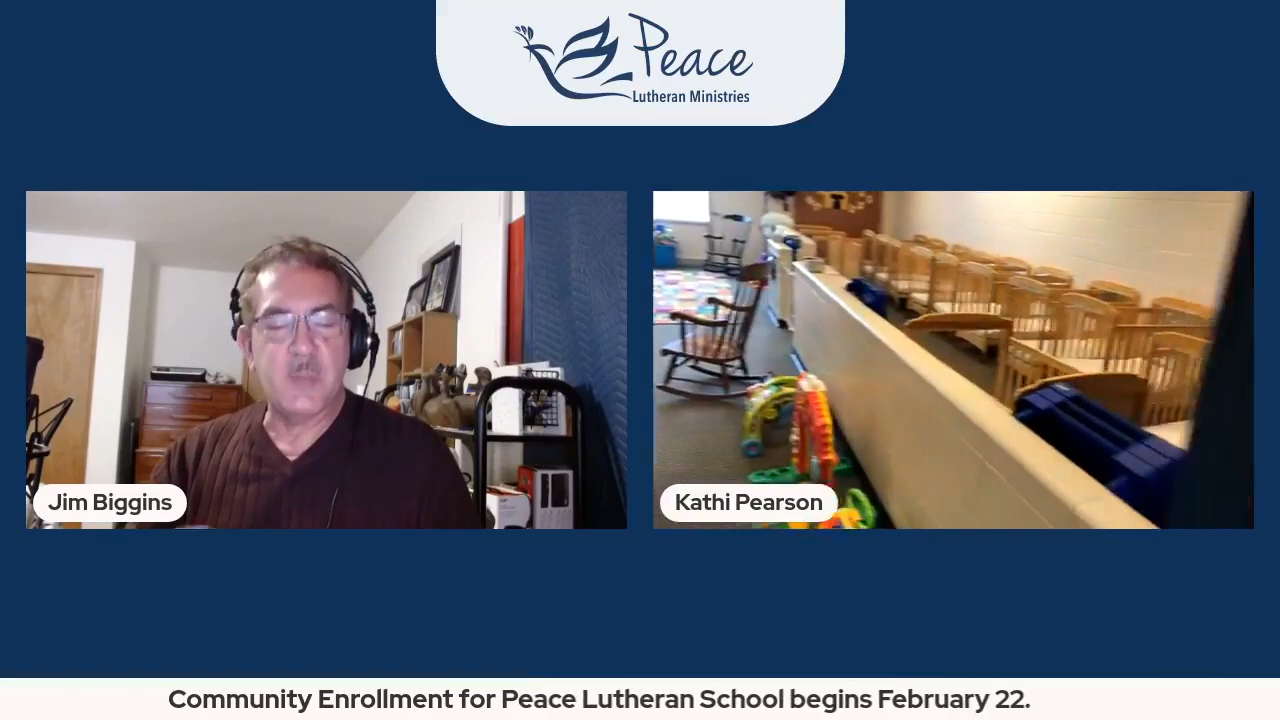 Peace
Lutheran Ministries
Jim Biggins
Kathi Pearson
Community Enrollment for Peace Lutheran School begins February 22.